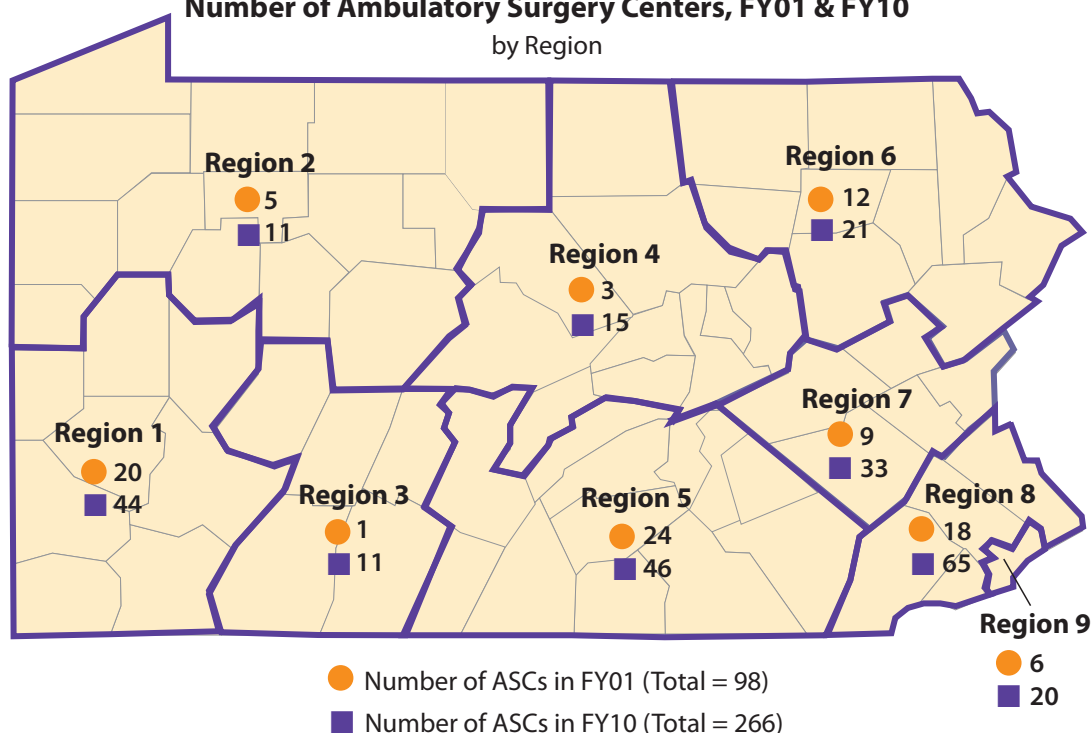 Number of Ambulatory Surgery Centers, FY01 & FY10
by Region
Region 2
5
11
Region 6
12
21
Region 4
3
15
Region 7
9
33
Region 1
20
44
Region 3
1
11
Region 5
24
46
Region 8
18
65
Region 9
6
20
Number of ASCs in FY01 (Total = 98)
Number of ASCs in FY10 (Total = 266)